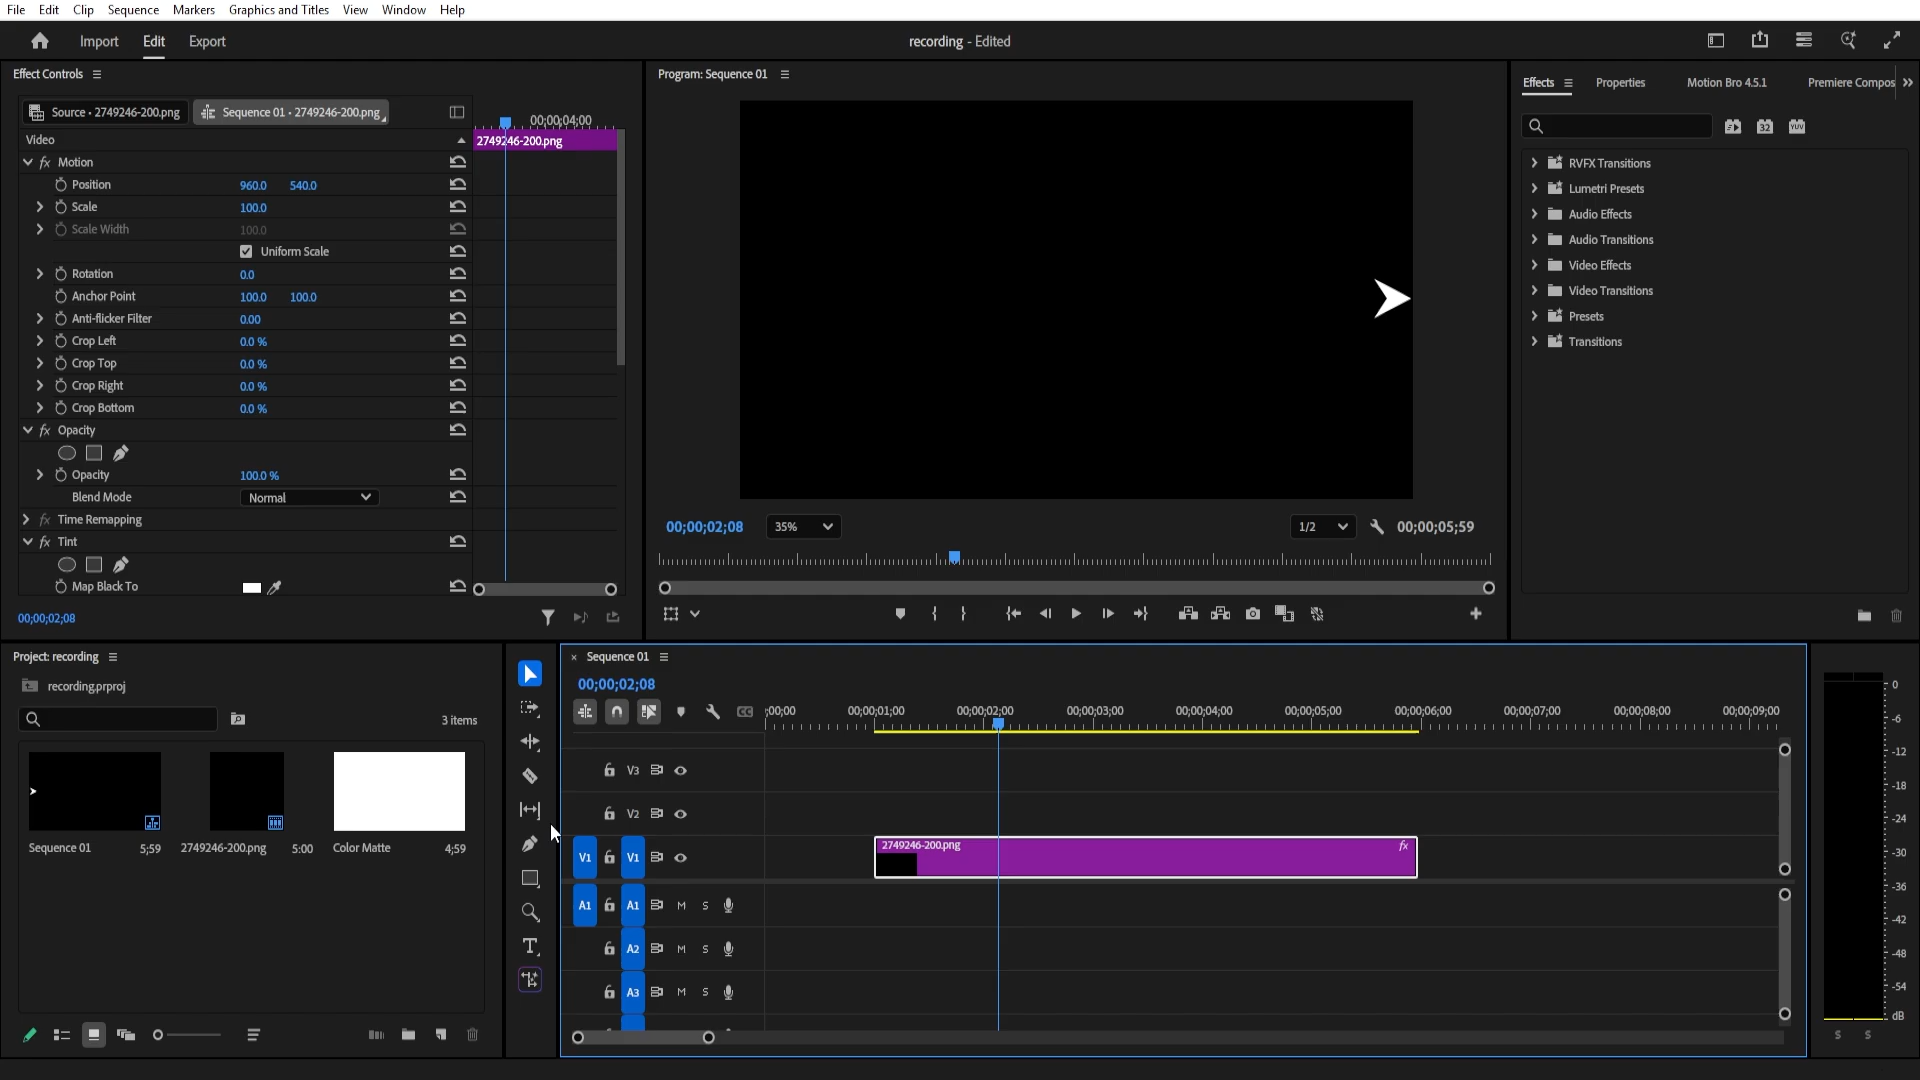 File Edit Clip Sequence Markers Graphics and Titles View Window Help
Import Edit Export
recording - Edited
Effect Controls
Source • 2749246-200.png
Sequence 01 • 2749246-200.png
00;00;04;00
Video
2749246-200.png
fx Motion
Position 960.0 540.0
Scale 100.0
Scale Width 100.0
Uniform Scale
Rotation 0.0
Anchor Point 100.0 100.0
Anti-flicker Filter 0.00
Crop Left 0.0 %
Crop Top 0.0 %
Crop Right 0.0 %
Crop Bottom 0.0 %
fx Opacity
Opacity 100.0 %
Blend Mode Normal
fx Time Remapping
fx Tint
Map Black To
00;00;02;08
Program: Sequence 01
00;00;02;08
35%
1/2
00;00;05;59
Effects Properties Motion Bro 4.5.1 Premiere Compos
32
YUV
RVFX Transitions
Lumetri Presets
Audio Effects
Audio Transitions
Video Effects
Video Transitions
Presets
Transitions
Project: recording
recording.prproj
3 items
Sequence 01 5;59
2749246-200.png 5:00
Color Matte 4;59
T
× Sequence 01
00;00;02;08
CC
;00;00 00;00;01;00 00;00;02;00 00;00;03;00 00;00;04;00 00;00;05;00 00;00;06;00 00;00;07;00 00;00;08;00 00;00;09;00
V3
V2
V1 V1
2749246-200.png fx
A1 A1 M S
A2 M S
A3 M S
0
-6
-12
-18
-24
-30
-36
-42
-48
-54
dB
S S